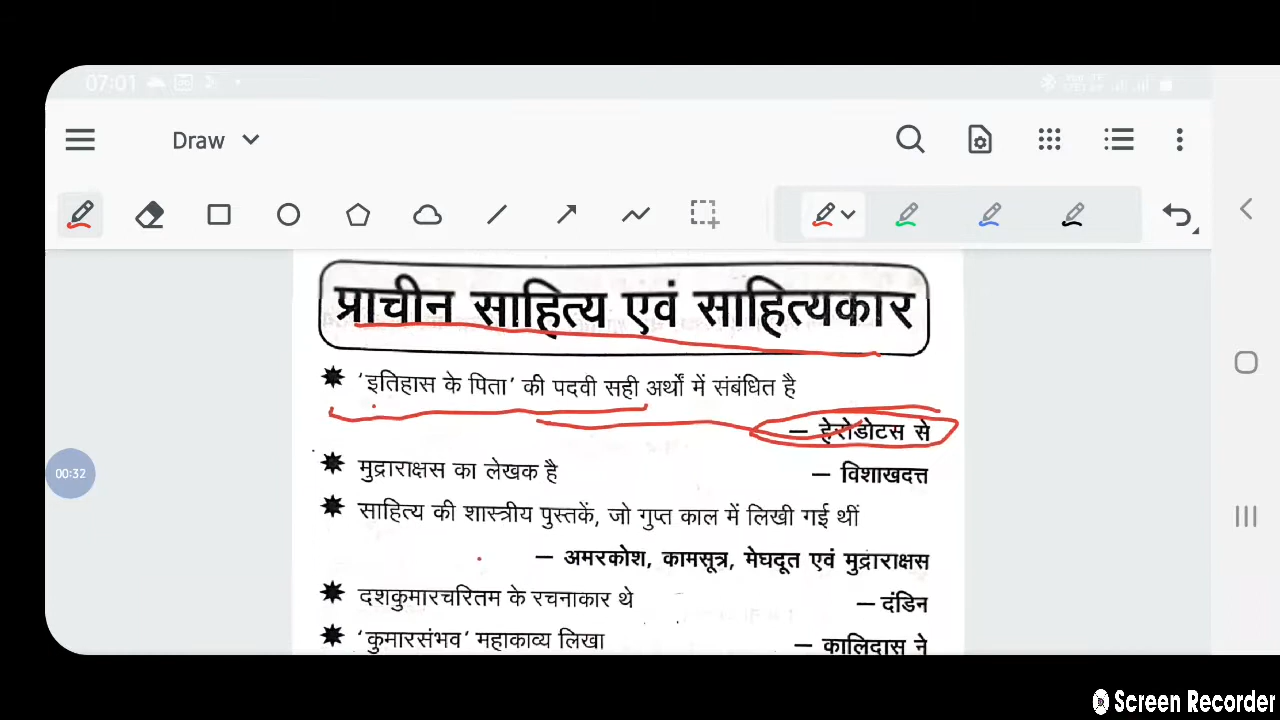 07:01
Draw
प्राचीन साहित्य एवं साहित्यकार
‘इतिहास के पिता’ की पदवी सही अर्थों में संबंधित है
– हेरोडोटस से
मुद्राराक्षस का लेखक है – विशाखदत्त
साहित्य की शास्त्रीय पुस्तकें, जो गुप्त काल में लिखी गई थीं
– अमरकोश, कामसूत्र, मेघदूत एवं मुद्राराक्षस
दशकुमारचरितम के रचनाकार थे – दंडिन
‘कुमारसंभव’ महाकाव्य लिखा – कालिदास ने
00:32
Screen Recorder